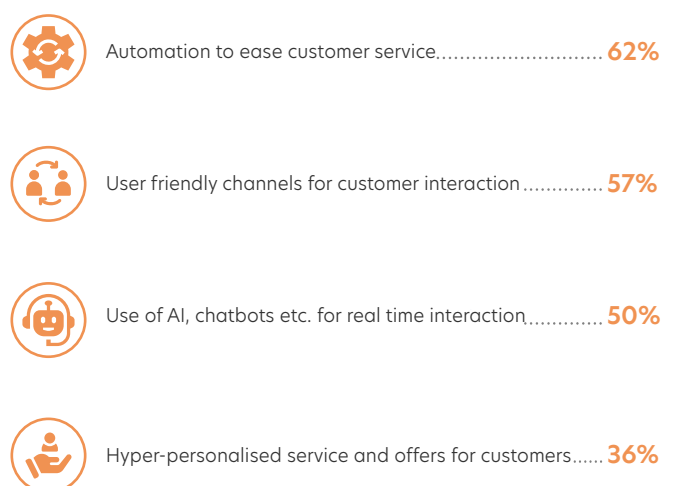 Automation to ease customer service............................ 62%
User friendly channels for customer interaction.............. 57%
Use of AI, chatbots etc. for real time interaction.............. 50%
Hyper-personalised service and offers for customers...... 36%